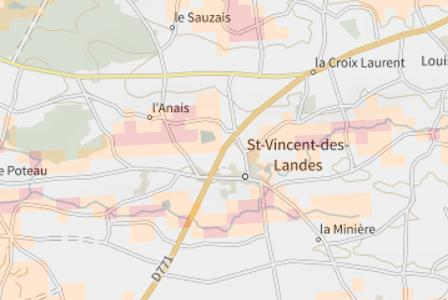 le Sauzais
la Croix Laurent
Loui
l'Anais
St-Vincent-des-
Landes
e Poteau
la Minière
D771